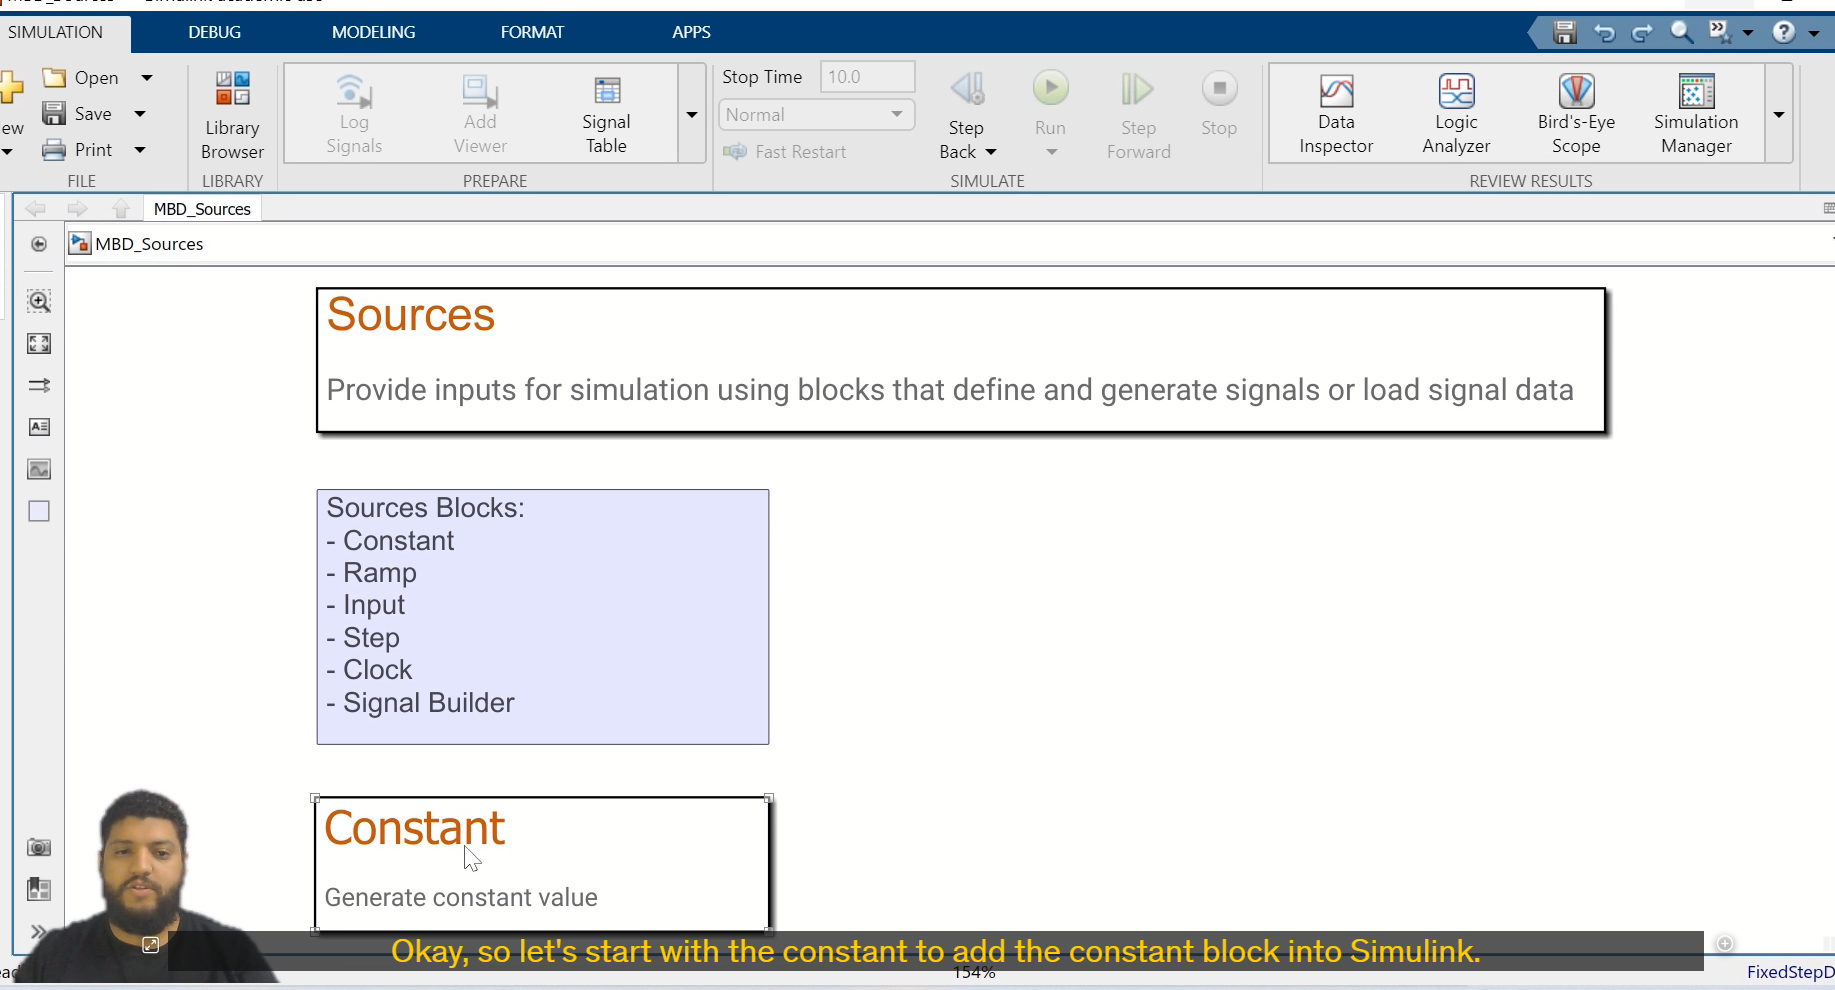 SIMULATION DEBUG MODELING FORMAT APPS
Open
Save
Print
Library
Browser
Log
Signals
Add
Viewer
Signal
Table
Stop Time 10.0
Normal
Fast Restart
Step
Back
Run
Step
Forward
Stop
Data
Inspector
Logic
Analyzer
Bird's-Eye
Scope
Simulation
Manager
FILE LIBRARY PREPARE SIMULATE REVIEW RESULTS
MBD_Sources
MBD_Sources
Sources
Provide inputs for simulation using blocks that define and generate signals or load signal data
Sources Blocks:
- Constant
- Ramp
- Input
- Step
- Clock
- Signal Builder
Constant
Generate constant value
Okay, so let's start with the constant to add the constant block into Simulink.
154%
FixedStepD